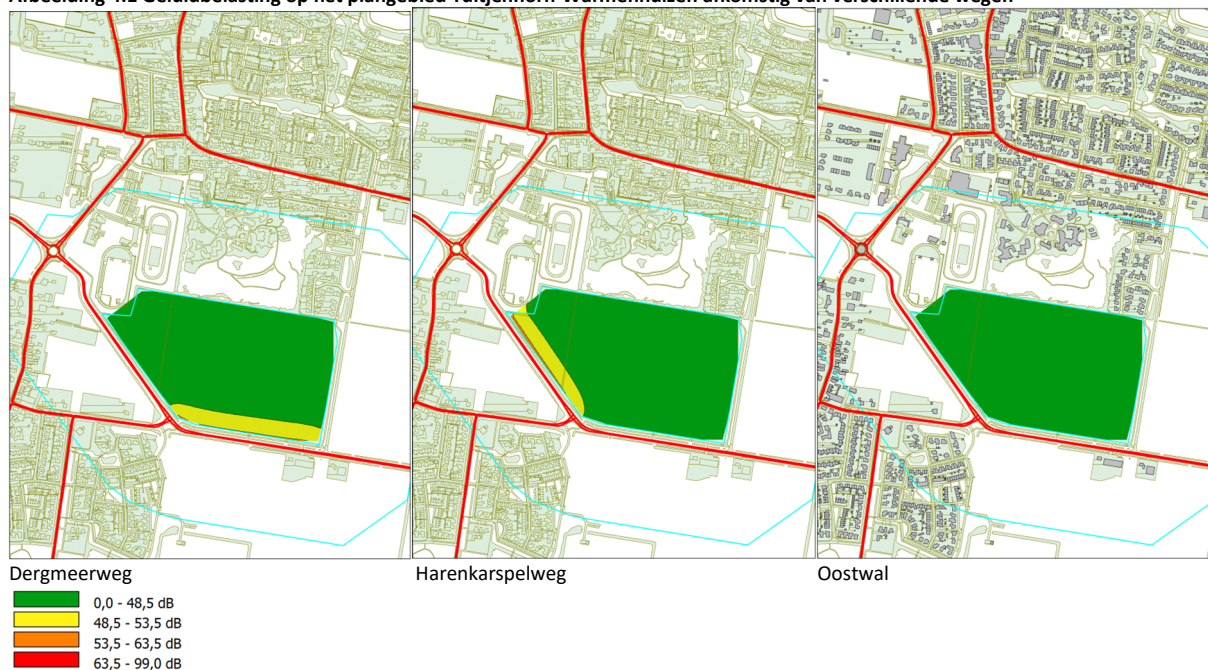 Afbeelding 4.1 Geluidbelasting op het plangebied Tuitjenhorn-Warmenhuizen afkomstig van verschillende wegen
Dergmeerweg
Harenkarspelweg
Oostwal
0,0 - 48,5 dB
48,5 - 53,5 dB
53,5 - 63,5 dB
63,5 - 99,0 dB